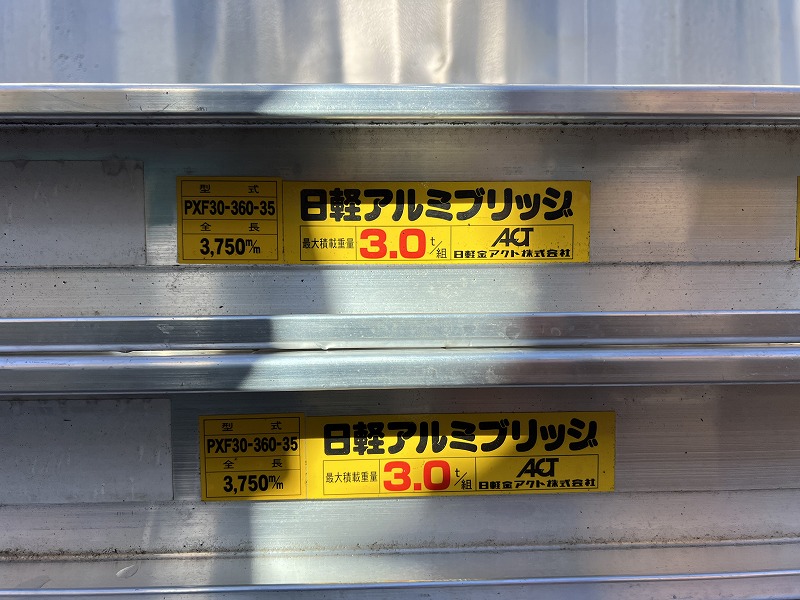 型式
PXF30-360-35
全長
3,750m/m
日軽アルミブリッジ
最大積載重量 3.0t/組
ACT
日軽金アクト株式会社
型式
PXF30-360-35
全長
3,750m/m
日軽アルミブリッジ
最大積載重量 3.0t/組
ACT
日軽金アクト株式会社